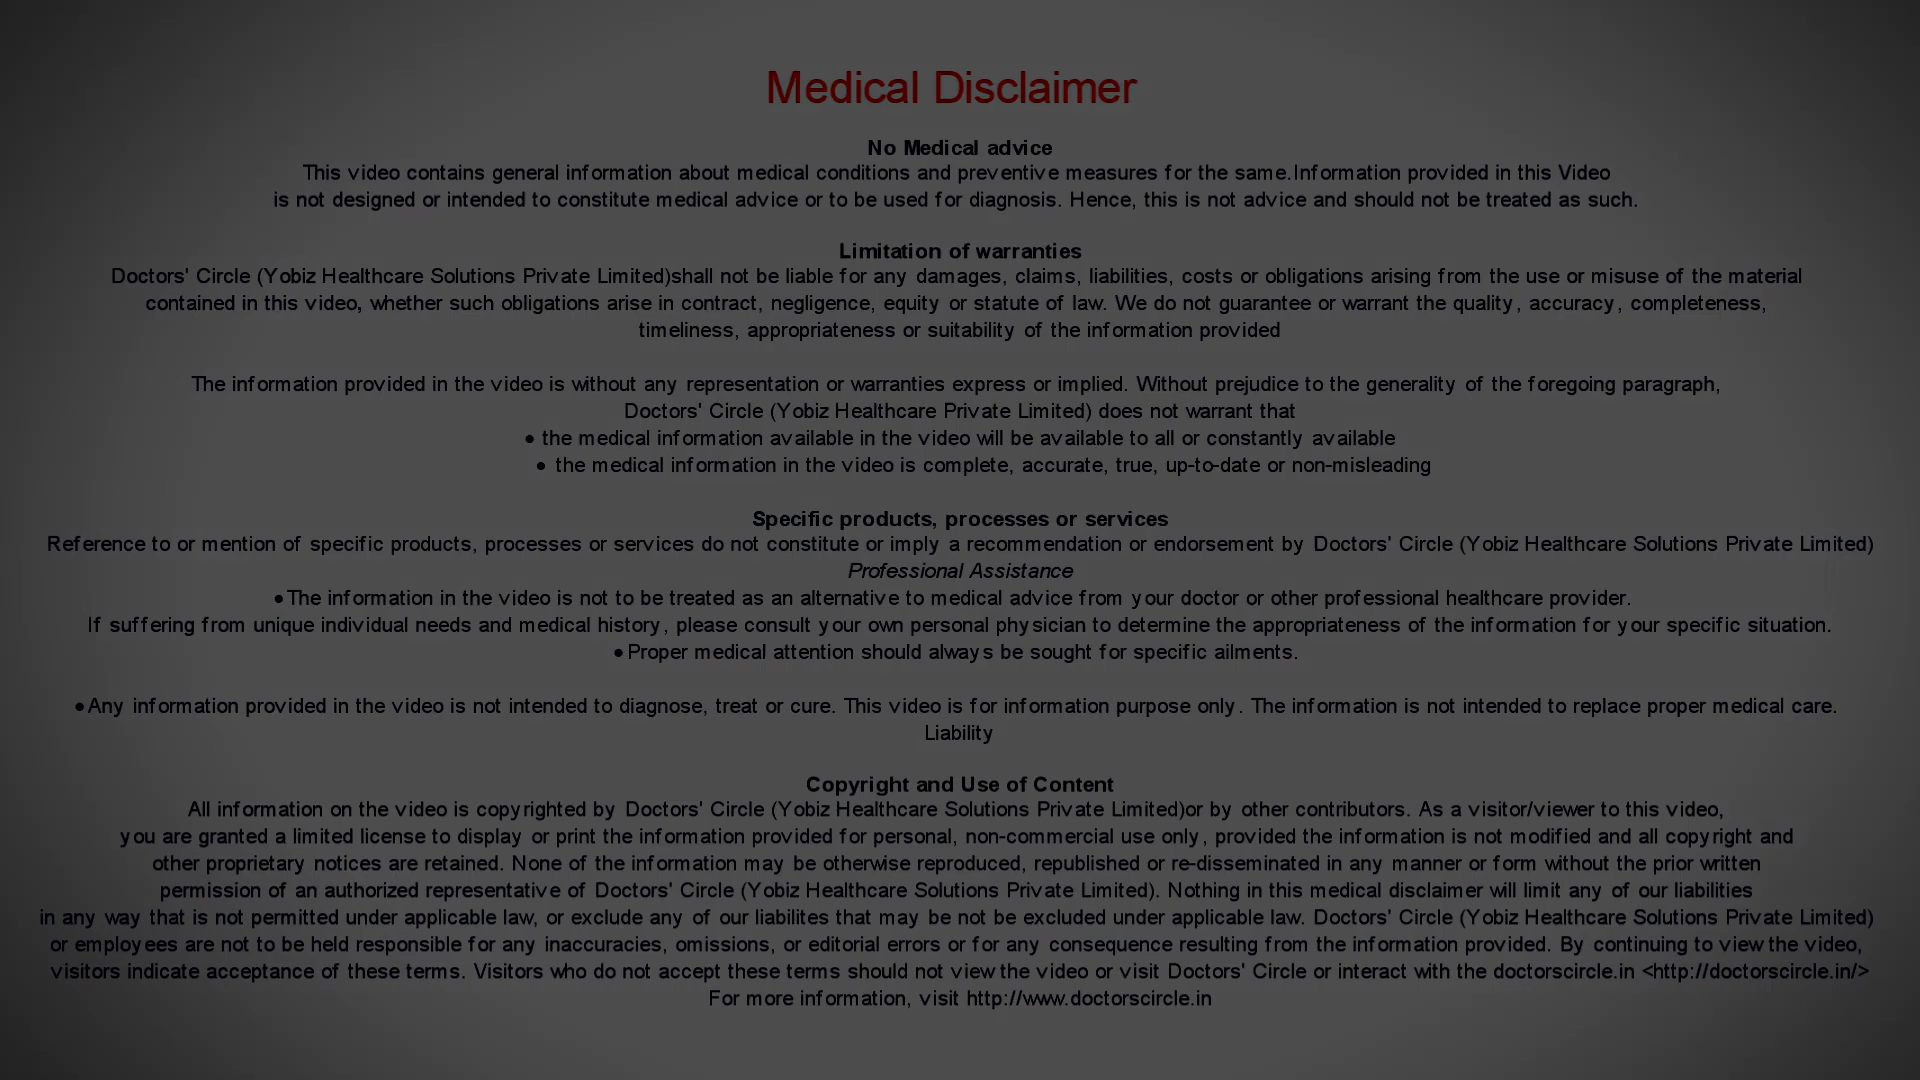 Medical Disclaimer
No Medical advice
This video contains general information about medical conditions and preventive measures for the same.Information provided in this Video
is not designed or intended to constitute medical advice or to be used for diagnosis. Hence, this is not advice and should not be treated as such.
Limitation of warranties
Doctors' Circle (Yobiz Healthcare Solutions Private Limited)shall not be liable for any damages, claims, liabilities, costs or obligations arising from the use or misuse of the material
contained in this video, whether such obligations arise in contract, negligence, equity or statute of law. We do not guarantee or warrant the quality, accuracy, completeness,
timeliness, appropriateness or suitability of the information provided
The information provided in the video is without any representation or warranties express or implied. Without prejudice to the generality of the foregoing paragraph,
Doctors' Circle (Yobiz Healthcare Private Limited) does not warrant that
• the medical information available in the video will be available to all or constantly available
• the medical information in the video is complete, accurate, true, up-to-date or non-misleading
Specific products, processes or services
Reference to or mention of specific products, processes or services do not constitute or imply a recommendation or endorsement by Doctors' Circle (Yobiz Healthcare Solutions Private Limited)
Professional Assistance
•The information in the video is not to be treated as an alternative to medical advice from your doctor or other professional healthcare provider.
If suffering from unique individual needs and medical history, please consult your own personal physician to determine the appropriateness of the information for your specific situation.
•Proper medical attention should always be sought for specific ailments.
•Any information provided in the video is not intended to diagnose, treat or cure. This video is for information purpose only. The information is not intended to replace proper medical care.
Liability
Copyright and Use of Content
All information on the video is copyrighted by Doctors' Circle (Yobiz Healthcare Solutions Private Limited)or by other contributors. As a visitor/viewer to this video,
you are granted a limited license to display or print the information provided for personal, non-commercial use only, provided the information is not modified and all copyright and
other proprietary notices are retained. None of the information may be otherwise reproduced, republished or re-disseminated in any manner or form without the prior written
permission of an authorized representative of Doctors' Circle (Yobiz Healthcare Solutions Private Limited). Nothing in this medical disclaimer will limit any of our liabilities
in any way that is not permitted under applicable law, or exclude any of our liabilites that may be not be excluded under applicable law. Doctors' Circle (Yobiz Healthcare Solutions Private Limited)
or employees are not to be held responsible for any inaccuracies, omissions, or editorial errors or for any consequence resulting from the information provided. By continuing to view the video,
visitors indicate acceptance of these terms. Visitors who do not accept these terms should not view the video or visit Doctors' Circle or interact with the doctorscircle.in <http://doctorscircle.in/>
For more information, visit http://www.doctorscircle.in